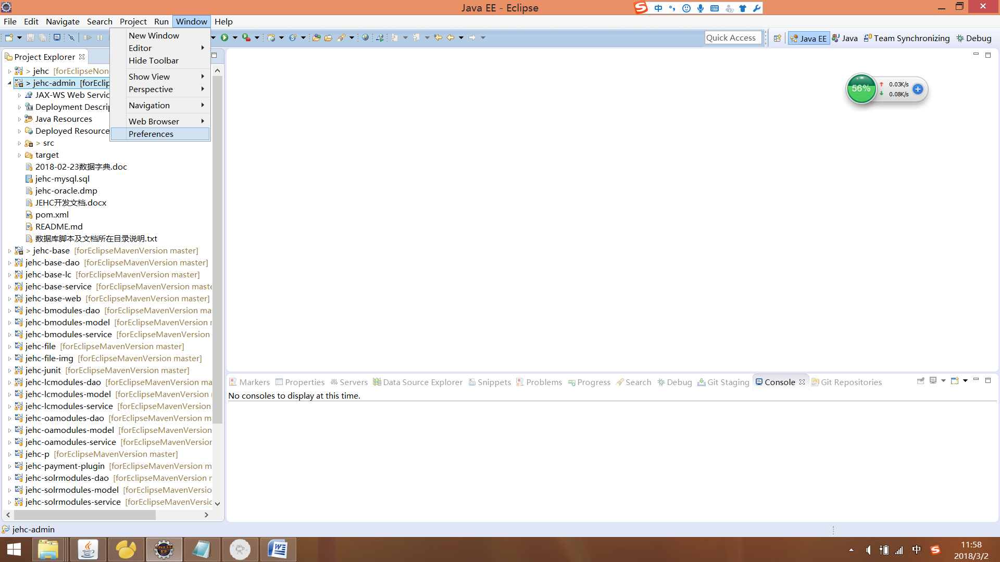 Java EE - Eclipse
中
File Edit Navigate Search Project Run Window Help
Quick Access
Java EE Java Team Synchronizing Debug
New Window
Editor
Hide Toolbar
Show View
Perspective
Navigation
Web Browser
Preferences
Project Explorer
> jehc [forEclipseNon
> jehc-admin [forEclip
JAX-WS Web Servic
Deployment Descrip
Java Resources
Deployed Resource
> src
target
2018-02-23数据字典.doc
jehc-mysql.sql
jehc-oracle.dmp
JEHC开发文档.docx
pom.xml
README.md
数据库脚本及文档所在目录说明.txt
> jehc-base [forEclipseMavenVersion master]
jehc-base-dao [forEclipseMavenVersion master]
jehc-base-lc [forEclipseMavenVersion master]
jehc-base-service [forEclipseMavenVersion maste
jehc-base-web [forEclipseMavenVersion master]
jehc-bmodules-dao [forEclipseMavenVersion ma
jehc-bmodules-model [forEclipseMavenVersion r
jehc-bmodules-service [forEclipseMavenVersion
jehc-file [forEclipseMavenVersion master]
jehc-file-img [forEclipseMavenVersion master]
jehc-junit [forEclipseMavenVersion master]
jehc-lcmodules-dao [forEclipseMavenVersion ma
jehc-lcmodules-model [forEclipseMavenVersion
jehc-lcmodules-service [forEclipseMavenVersion
jehc-oamodules-dao [forEclipseMavenVersion m
jehc-oamodules-model [forEclipseMavenVersion
jehc-oamodules-service [forEclipseMavenVersion
jehc-p [forEclipseMavenVersion master]
jehc-payment-plugin [forEclipseMavenVersion m
jehc-solrmodules-dao [forEclipseMavenVersion r
jehc-solrmodules-model [forEclipseMavenVersio
jehc-solrmodules-service [forEclipseMavenVersic
56%
0.03K/s
0.08K/s
Markers Properties Servers Data Source Explorer Snippets Problems Progress Search Debug Git Staging Console Git Repositories
No consoles to display at this time.
jehc-admin
Java EE
IDE
中
11:58
2018/3/2